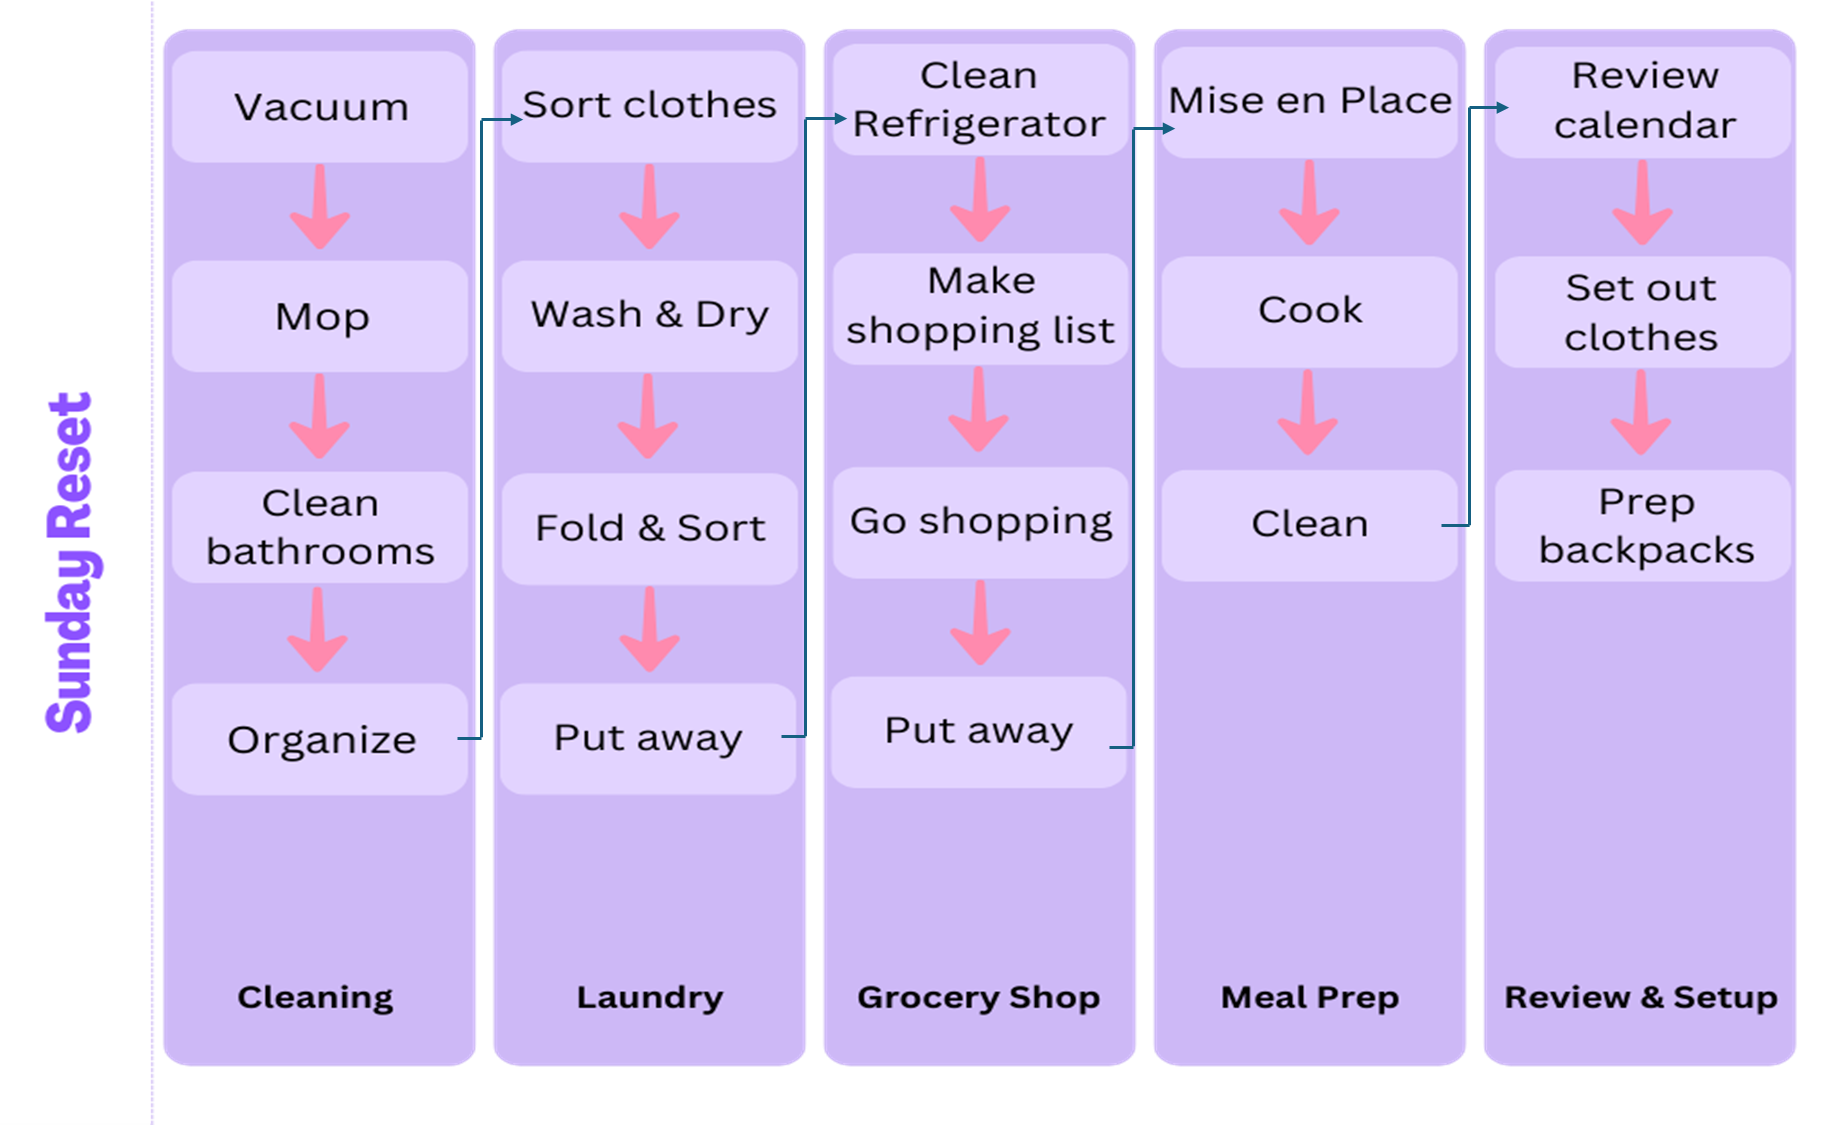 Sunday Reset
Vacuum
Mop
Clean
bathrooms
Organize
Cleaning
Sort clothes
Wash & Dry
Fold & Sort
Put away
Laundry
Clean
Refrigerator
Make
shopping list
Go shopping
Put away
Grocery Shop
Mise en Place
Cook
Clean
Meal Prep
Review
calendar
Set out
clothes
Prep
backpacks
Review & Setup